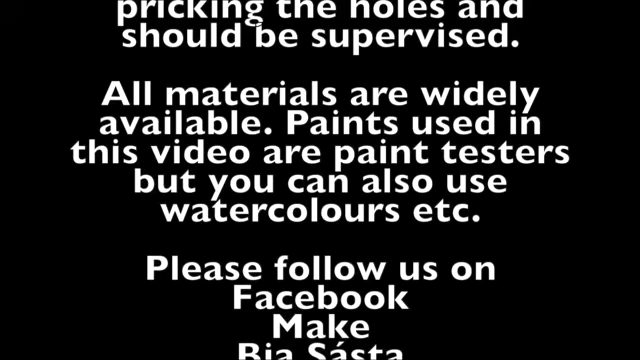 pricking the holes and
should be supervised.
All materials are widely
available. Paints used in
this video are paint testers
but you can also use
watercolours etc.
Please follow us on
Facebook
Make
Bia Sásta